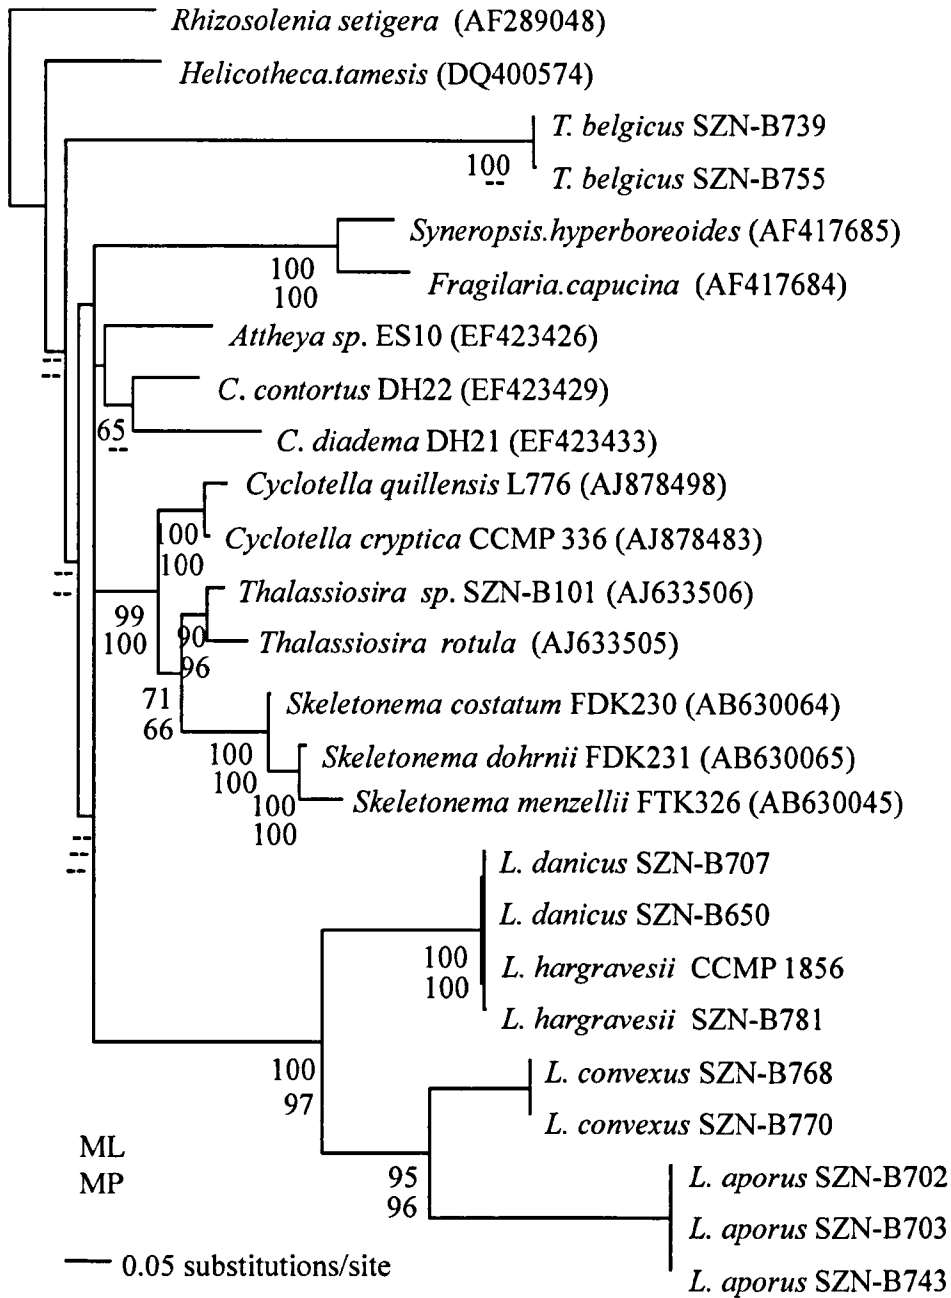 Rhizosolenia setigera (AF289048)
Helicotheca.tamesis (DQ400574)
T. belgicus SZN-B739
100
--
T. belgicus SZN-B755
Syneropsis.hyperboreoides (AF417685)
100
100
Fragilaria.capucina (AF417684)
Attheya sp. ES10 (EF423426)
--
--
C. contortus DH22 (EF423429)
65
--
C. diadema DH21 (EF423433)
Cyclotella quillensis L776 (AJ878498)
100
100
Cyclotella cryptica CCMP 336 (AJ878483)
--
--
Thalassiosira sp. SZN-B101 (AJ633506)
99
100
90
96
Thalassiosira rotula (AJ633505)
71
66
Skeletonema costatum FDK230 (AB630064)
100
100
Skeletonema dohrnii FDK231 (AB630065)
100
100
Skeletonema menzellii FTK326 (AB630045)
--
--
--
L. danicus SZN-B707
L. danicus SZN-B650
100
100
L. hargravesii CCMP 1856
L. hargravesii SZN-B781
100
97
L. convexus SZN-B768
L. convexus SZN-B770
ML
MP
95
96
L. aporus SZN-B702
L. aporus SZN-B703
L. aporus SZN-B743
0.05 substitutions/site